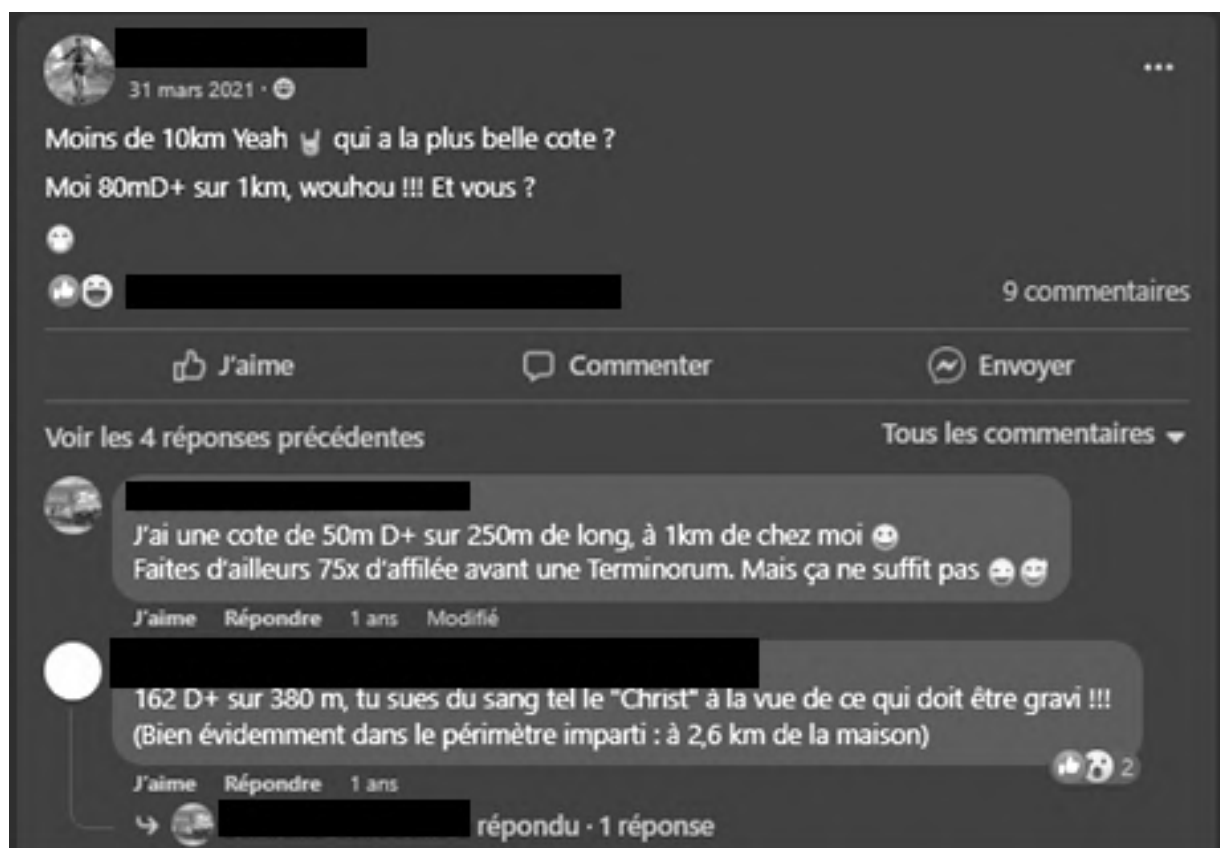 31 mars 2021 ·
Moins de 10km Yeah 🤘 qui a la plus belle cote ?
Moi 80mD+ sur 1km, wouhou !!! Et vous ?
9 commentaires
J'aime Commenter Envoyer
Voir les 4 réponses précédentes Tous les commentaires
J'ai une cote de 50m D+ sur 250m de long, à 1km de chez moi
Faites d'ailleurs 75x d'affilée avant une Terminorum. Mais ça ne suffit pas
J'aime Répondre 1 ans Modifié
162 D+ sur 380 m, tu sues du sang tel le "Christ" à la vue de ce qui doit être gravi !!!
(Bien évidemment dans le périmètre imparti : à 2,6 km de la maison)
2
J'aime Répondre 1 ans
répondu · 1 réponse